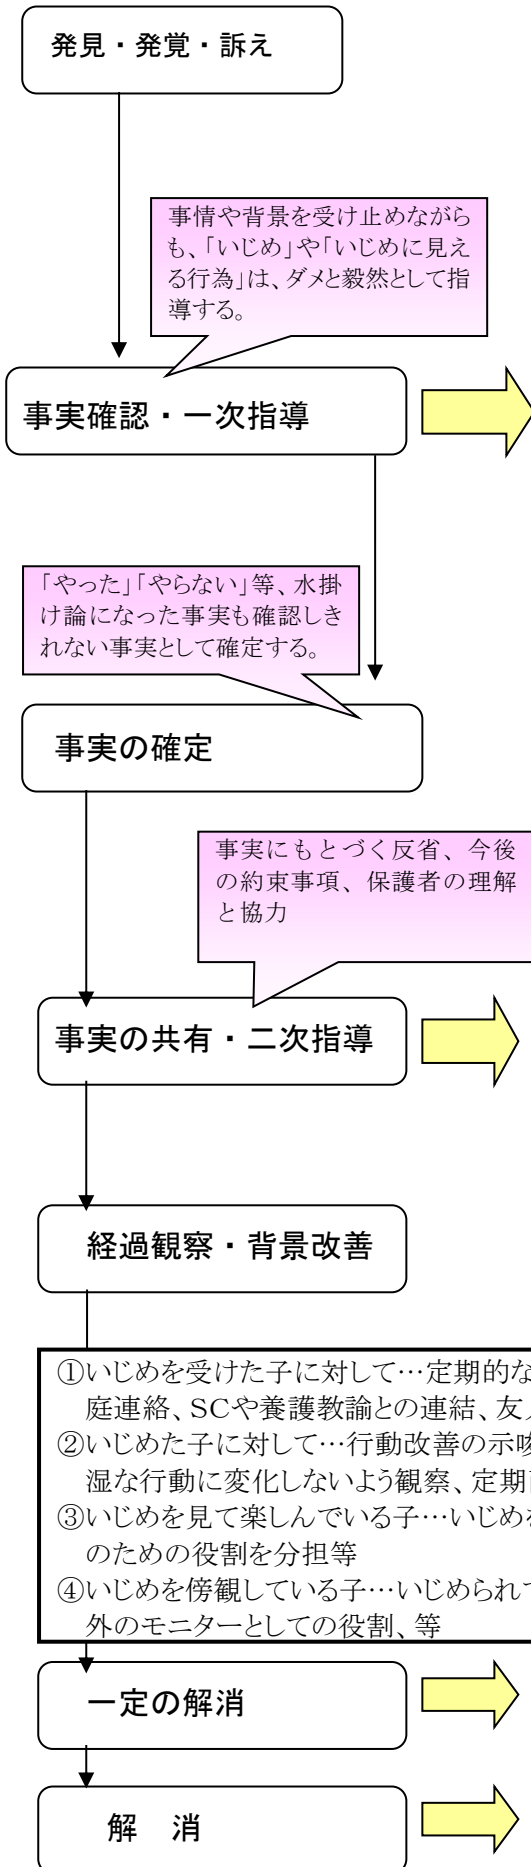 発見・発覚・訴え
事情や背景を受け止めながら
も、「いじめ」や「いじめに見え
る行為」は、ダメと毅然として指
導する。
事実確認・一次指導
「やった」「やらない」等、水掛
け論になった事実も確認しき
れない事実として確定する。
事実の確定
事実にもとづく反省、今後
の約束事項、保護者の理解
と協力
事実の共有・二次指導
経過観察・背景改善
①いじめを受けた子に対して…定期的な
庭連絡、SCや養護教諭との連結、友
②いじめた子に対して…行動改善の示唆
湿な行動に変化しないよう観察、定期
③いじめを見て楽しんでいる子…いじめ
のための役割を分担等
④いじめを傍観している子…いじめられ
外のモニターとしての役割、等
一定の解消
解　消